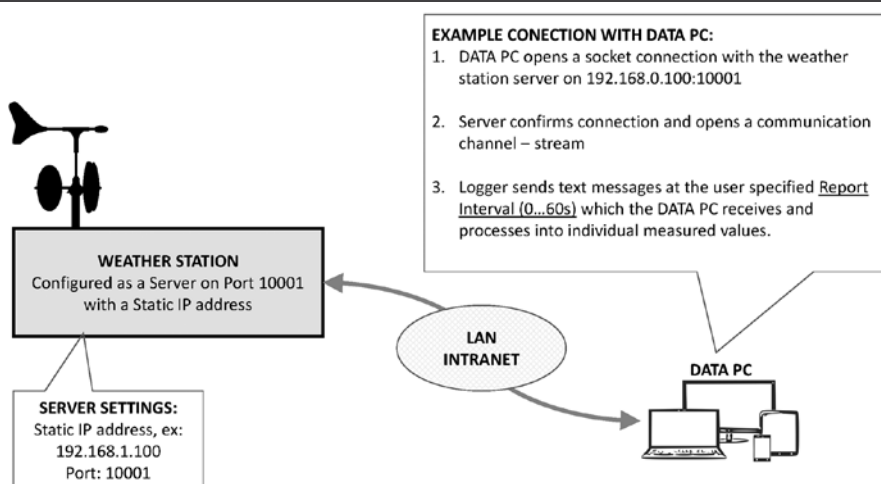 EXAMPLE CONECTION WITH DATA PC:
1. DATA PC opens a socket connection with the weather
station server on 192.168.0.100:10001
2. Server confirms connection and opens a communication
channel – stream
3. Logger sends text messages at the user specified Report
Interval (0...60s) which the DATA PC receives and
processes into individual measured values.
WEATHER STATION
Configured as a Server on Port 10001
with a Static IP address
LAN
INTRANET
DATA PC
SERVER SETTINGS:
Static IP address, ex:
192.168.1.100
Port: 10001